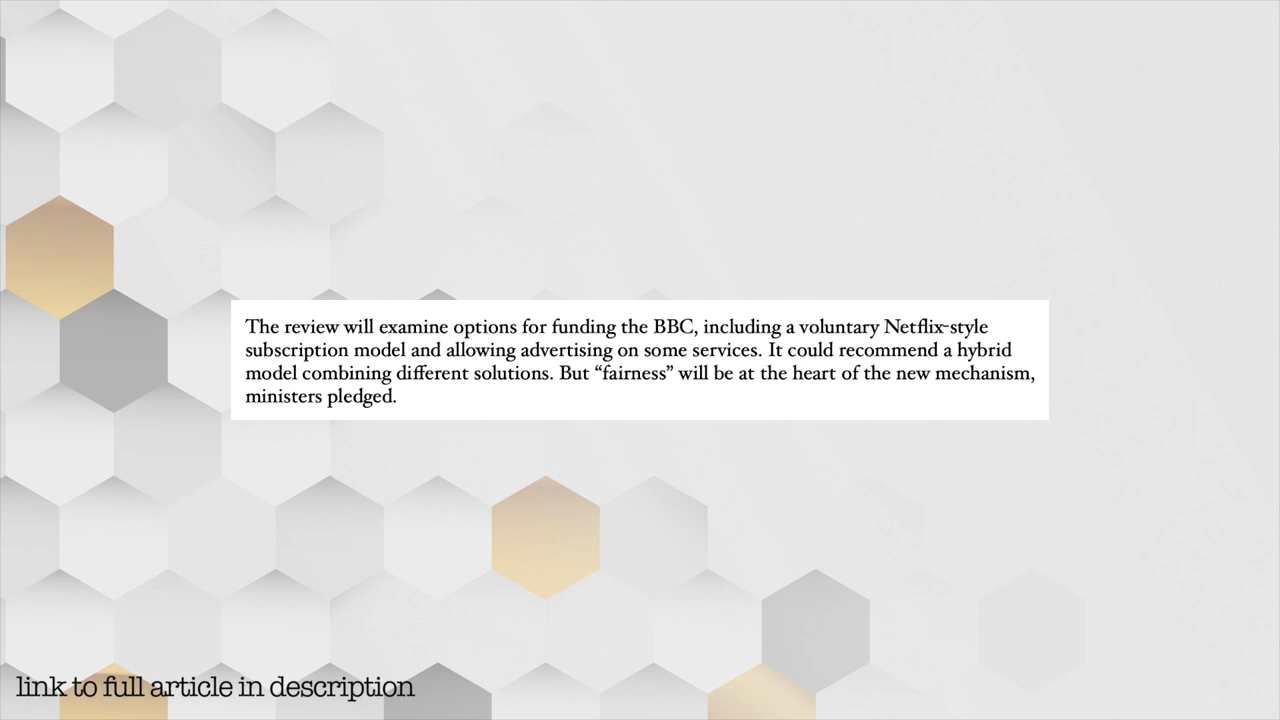 The review will examine options for funding the BBC, including a voluntary Netflix-style
subscription model and allowing advertising on some services. It could recommend a hybrid
model combining different solutions. But “fairness” will be at the heart of the new mechanism,
ministers pledged.
link to full article in description